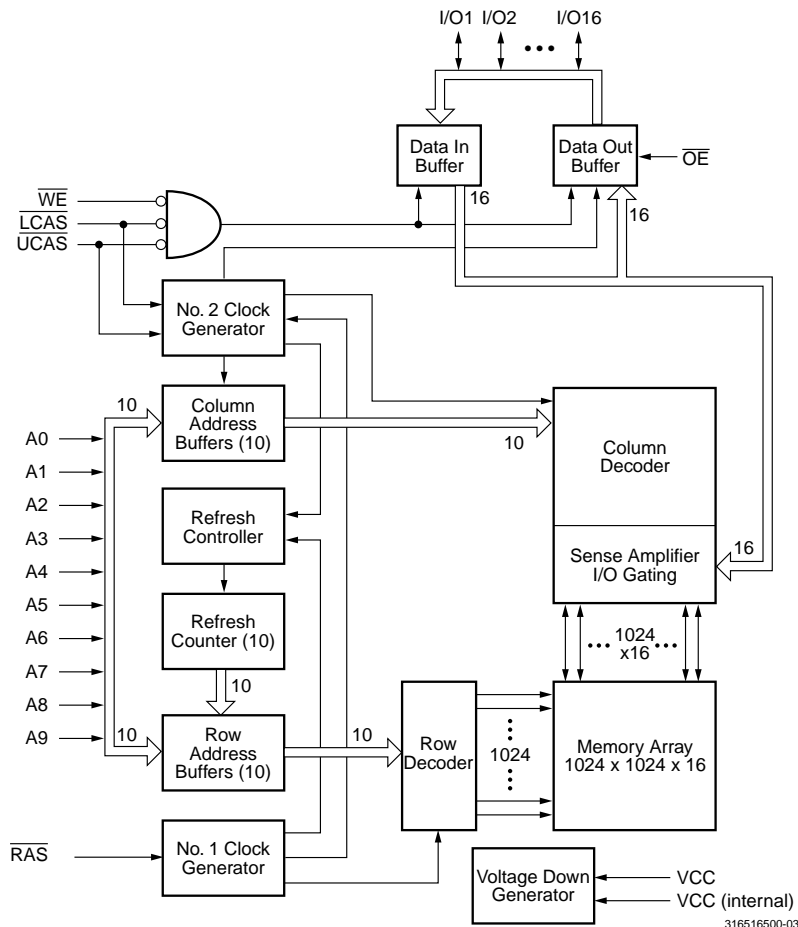 I/O1 I/O2 ••• I/O16
Data In
Buffer
Data Out
Buffer
OE
16
16
WE
LCAS
UCAS
No. 2 Clock
Generator
10
Column
Address
Buffers (10)
10
Column
Decoder
A0
A1
A2
A3
A4
A5
A6
A7
A8
A9
Refresh
Controller
Sense Amplifier
I/O Gating
16
Refresh
Counter (10)
10
••• 1024 •••
x16
10
Row
Address
Buffers (10)
10
Row
Decoder
1024
Memory Array
1024 x 1024 x 16
RAS
No. 1 Clock
Generator
Voltage Down
Generator
VCC
VCC (internal)
316516500-03